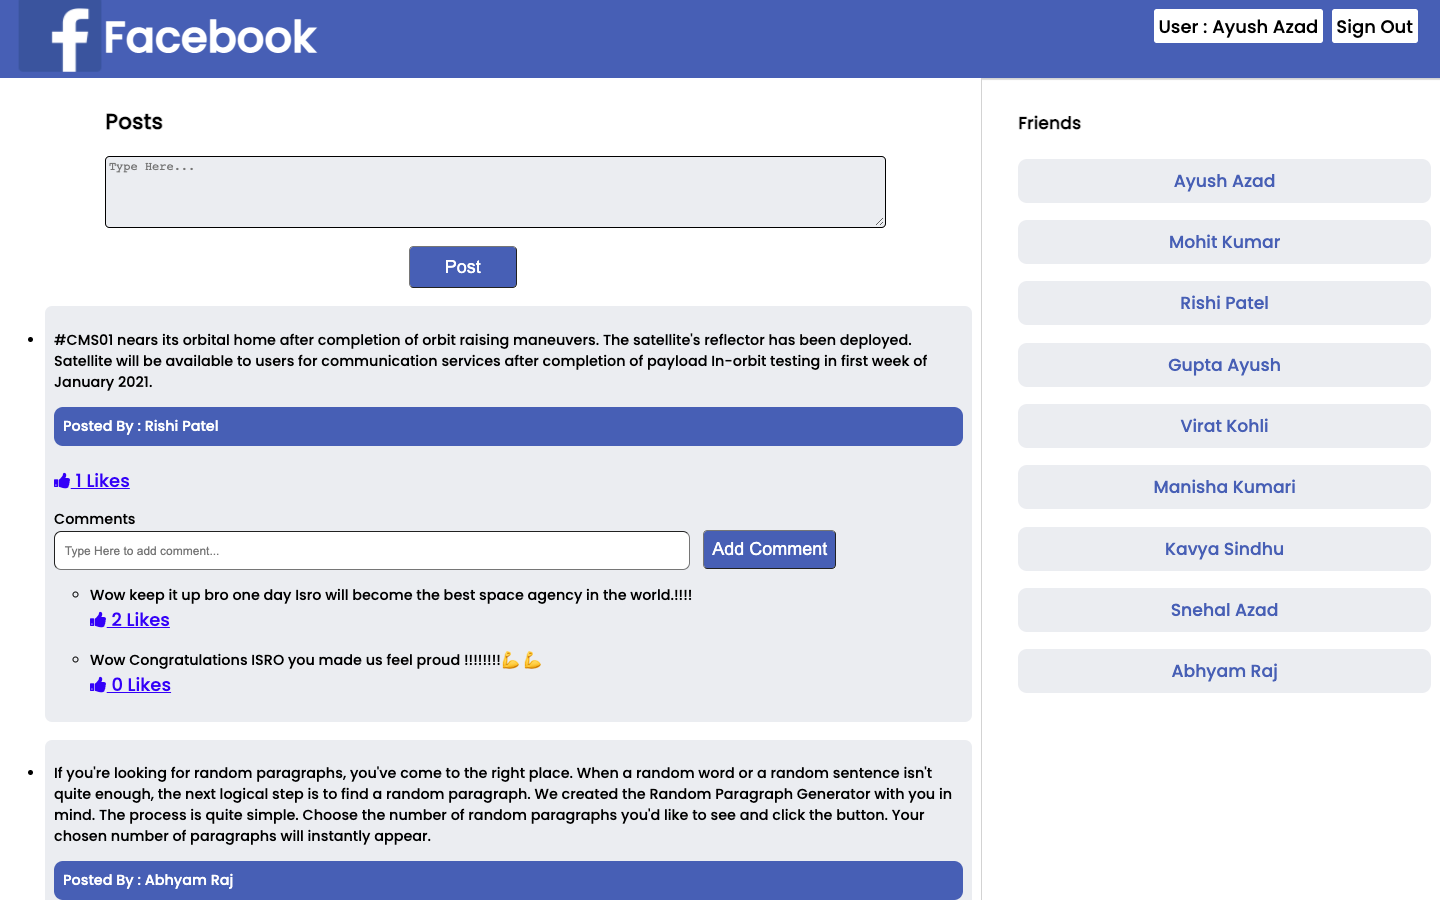 Facebook
User : Ayush Azad
Sign Out
Posts
Type Here...
Post
#CMS01 nears its orbital home after completion of orbit raising maneuvers. The satellite's reflector has been deployed.
Satellite will be available to users for communication services after completion of payload In-orbit testing in first week of
January 2021.
Posted By : Rishi Patel
1 Likes
Comments
Type Here to add comment...
Add Comment
Wow keep it up bro one day Isro will become the best space agency in the world.!!!!
2 Likes
Wow Congratulations ISRO you made us feel proud !!!!!!!!💪 💪
0 Likes
If you're looking for random paragraphs, you've come to the right place. When a random word or a random sentence isn't
quite enough, the next logical step is to find a random paragraph. We created the Random Paragraph Generator with you in
mind. The process is quite simple. Choose the number of random paragraphs you'd like to see and click the button. Your
chosen number of paragraphs will instantly appear.
Posted By : Abhyam Raj
Friends
Ayush Azad
Mohit Kumar
Rishi Patel
Gupta Ayush
Virat Kohli
Manisha Kumari
Kavya Sindhu
Snehal Azad
Abhyam Raj